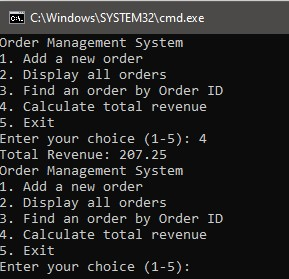 C:\Windows\SYSTEM32\cmd.exe
Order Management System
1. Add a new order
2. Display all orders
3. Find an order by Order ID
4. Calculate total revenue
5. Exit
Enter your choice (1-5): 4
Total Revenue: 207.25
Order Management System
1. Add a new order
2. Display all orders
3. Find an order by Order ID
4. Calculate total revenue
5. Exit
Enter your choice (1-5):